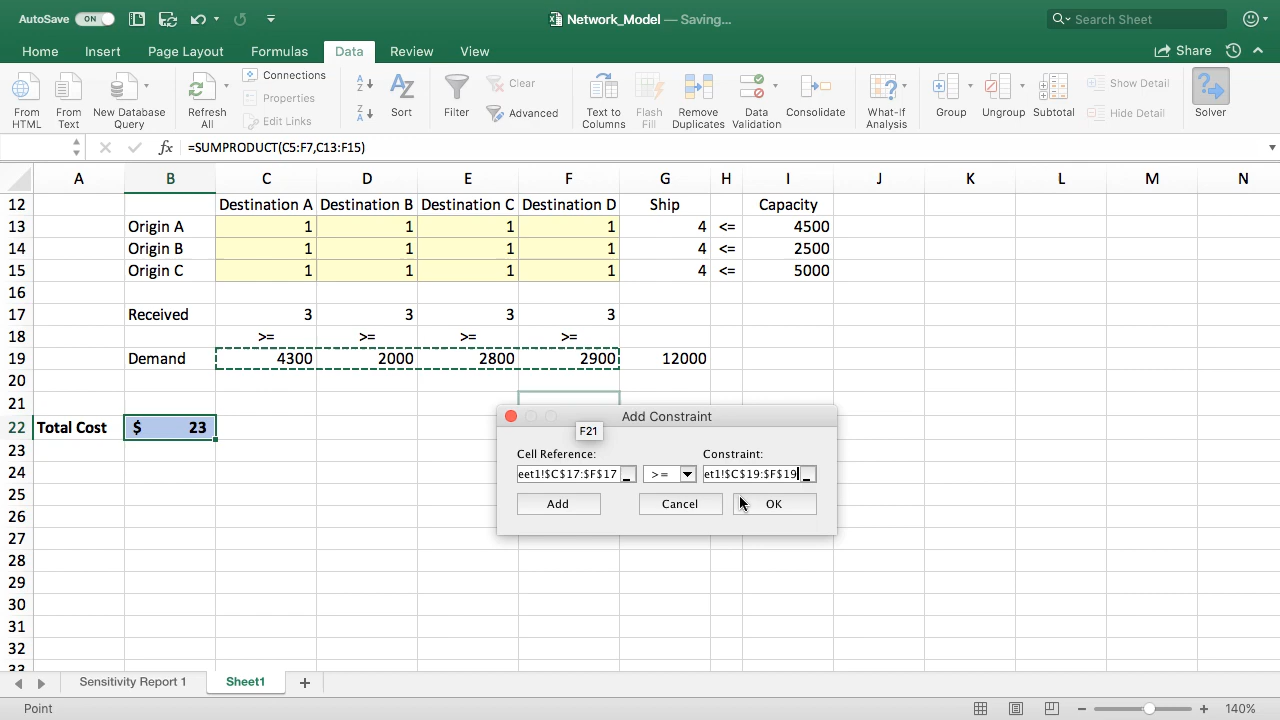 AutoSave ON Network_Model — Saving... Search Sheet
Home Insert Page Layout Formulas Data Review View Share
From HTML
From Text
New Database Query
Refresh All
Connections
Properties
Edit Links
A Z
Z A
Sort
Filter
Clear
Advanced
Text to Columns
Flash Fill
Remove Duplicates
Data Validation
Consolidate
What-If Analysis
Group
Ungroup
Subtotal
Show Detail
Hide Detail
Solver
fx =SUMPRODUCT(C5:F7,C13:F15)
A B C D E F G H I J K L M N
12 Destination A Destination B Destination C Destination D Ship Capacity
13 Origin A 1 1 1 1 4 <= 4500
14 Origin B 1 1 1 1 4 <= 2500
15 Origin C 1 1 1 1 4 <= 5000
16
17 Received 3 3 3 3
18 >= >= >= >=
19 Demand 4300 2000 2800 2900 12000
20
21
22 Total Cost $ 23
23
24
25
26
27
28
29
30
31
32
33
Add Constraint
F21
Cell Reference: Constraint:
eet1!$C$17:$F$17 >= et1!$C$19:$F$19
Add Cancel OK
Sensitivity Report 1 Sheet1 +
Point 140%